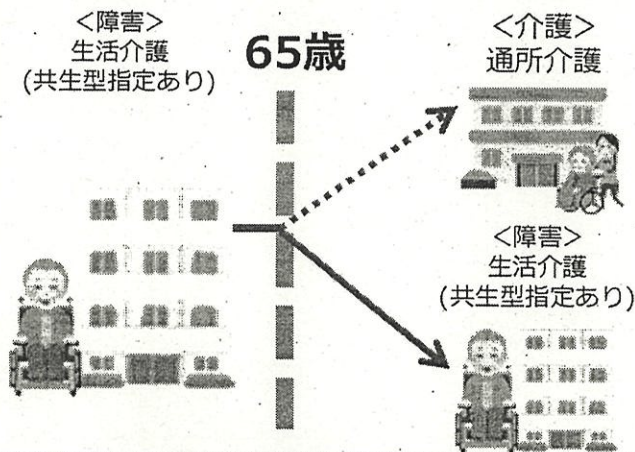 <障害>
生活介護
(共生型指定あり)
65歳
<介護>
通所介護
<障害>
生活介護
(共生型指定あり)